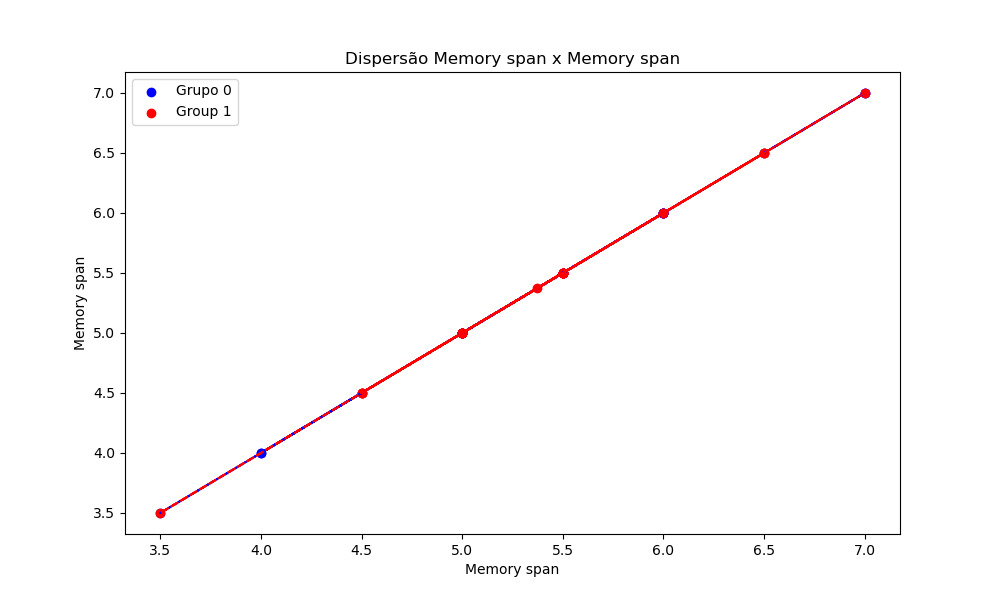 Dispersão Memory span x Memory span
Grupo 0
Group 1
Memory span
7.0
6.5
6.0
5.5
5.0
4.5
4.0
3.5
3.5 4.0 4.5 5.0 5.5 6.0 6.5 7.0
Memory span